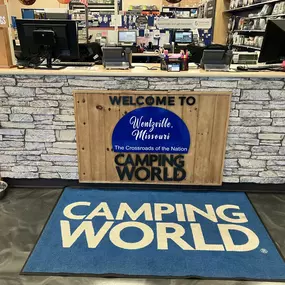 WELCOME TO
Wentzville,
Missouri
The Crossroads of the Nation
CAMPING
WORLD
CAMPING
WORLD®